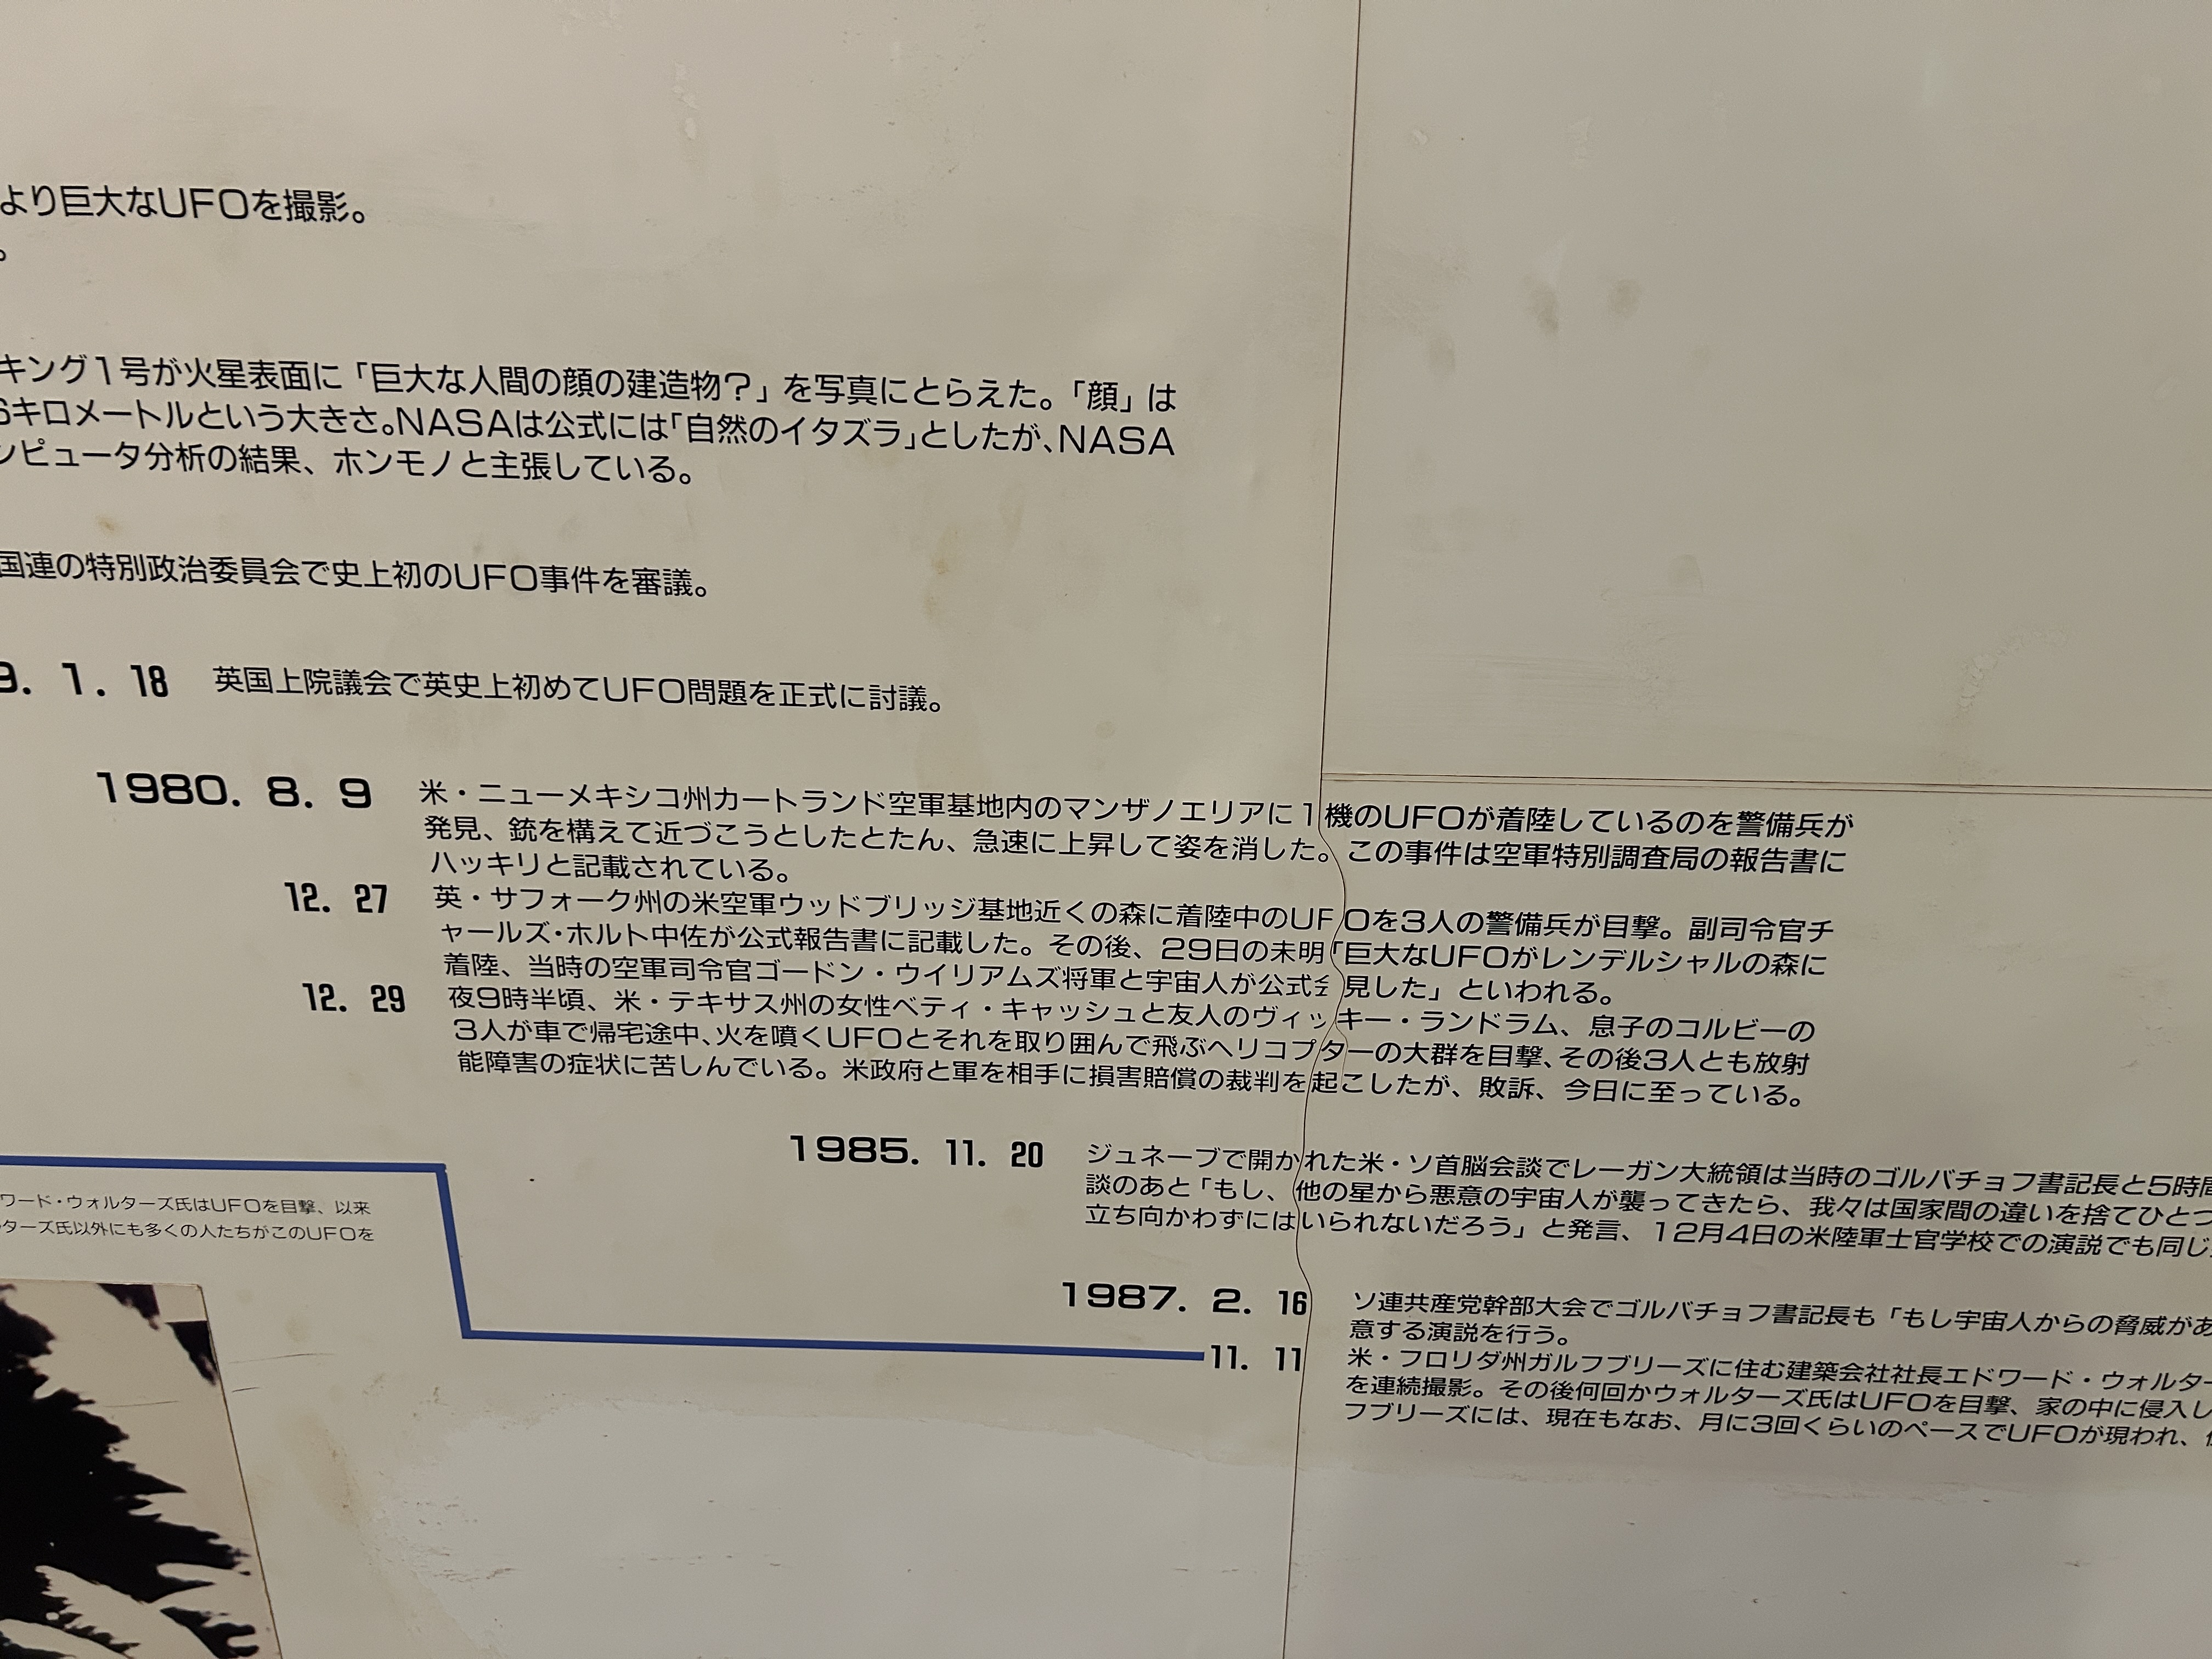 より巨大なUFOを撮影。
。
キング1号が火星表面に「巨大な人間の顔の建造物？」を写真にとらえた。「顔」は
6キロメートルという大きさ。NASAは公式には「自然のイタズラ」としたが、NASA
ンピュータ分析の結果、ホンモノと主張している。
国連の特別政治委員会で史上初のUFO事件を審議。
9. 1. 18 英国上院議会で英史上初めてUFO問題を正式に討議。
1980. 8. 9 米・ニューメキシコ州カートランド空軍基地内のマンザノエリアに1機のUFOが着陸しているのを警備兵が
発見、銃を構えて近づこうとしたとたん、急速に上昇して姿を消した。この事件は空軍特別調査局の報告書に
ハッキリと記載されている。
12. 27 英・サフォーク州の米空軍ウッドブリッジ基地近くの森に着陸中のUFOを3人の警備兵が目撃。副司令官チ
ャールズ・ホルト中佐が公式報告書に記載した。その後、29日の未明「巨大なUFOがレンデルシャルの森に
着陸、当時の空軍司令官ゴードン・ウイリアムズ将軍と宇宙人が公式会見した」といわれる。
12. 29 夜9時半頃、米・テキサス州の女性ベティ・キャッシュと友人のヴィッキー・ランドラム、息子のコルビーの
3人が車で帰宅途中、火を噴くUFOとそれを取り囲んで飛ぶヘリコプターの大群を目撃、その後3人とも放射
能障害の症状に苦しんでいる。米政府と軍を相手に損害賠償の裁判を起こしたが、敗訴、今日に至っている。
1985. 11. 20 ジュネーブで開かれた米・ソ首脳会談でレーガン大統領は当時のゴルバチョフ書記長と5時間
談のあと「もし、他の星から悪意の宇宙人が襲ってきたら、我々は国家間の違いを捨てひとつ
立ち向かわずにはいられないだろう」と発言、12月4日の米陸軍士官学校での演説でも同じ
ワード・ウォルターズ氏はUFOを目撃、以来
ターズ氏以外にも多くの人たちがこのUFOを
1987. 2. 16 ソ連共産党幹部大会でゴルバチョフ書記長も「もし宇宙人からの脅威があ
意する演説を行う。
11. 11 米・フロリダ州ガルフブリーズに住む建築会社社長エドワード・ウォルター
を連続撮影。その後何回かウォルターズ氏はUFOを目撃、家の中に侵入し
フブリーズには、現在もなお、月に3回くらいのペースでUFOが現われ、